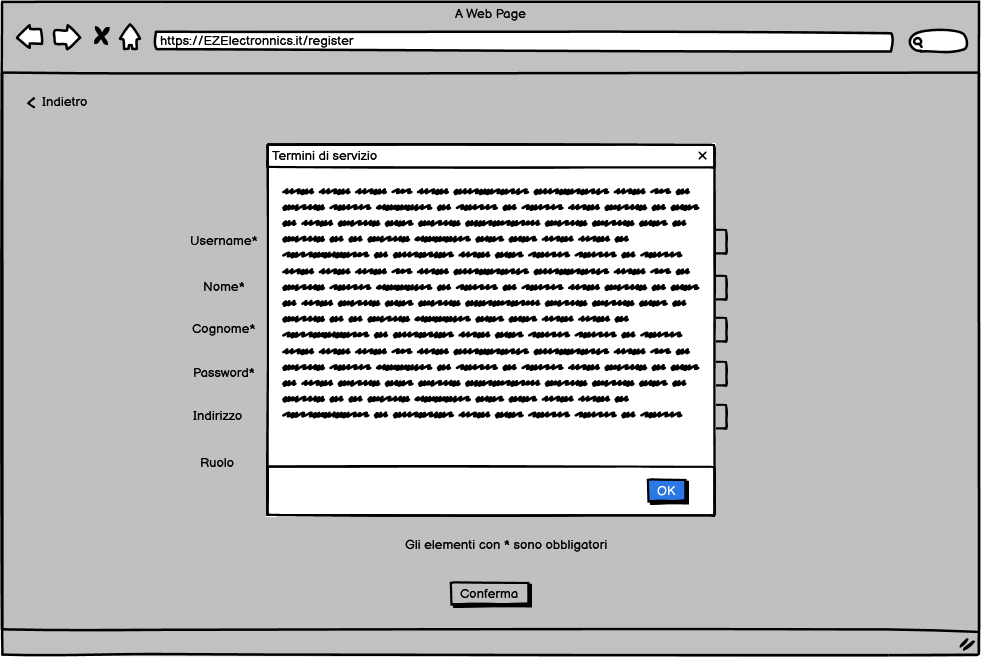 A Web Page
https://EZElectronnics.it/register
Indietro
Termini di servizio
Username*
Nome*
Cognome*
Password*
Indirizzo
Ruolo
OK
Gli elementi con * sono obbligatori
Conferma